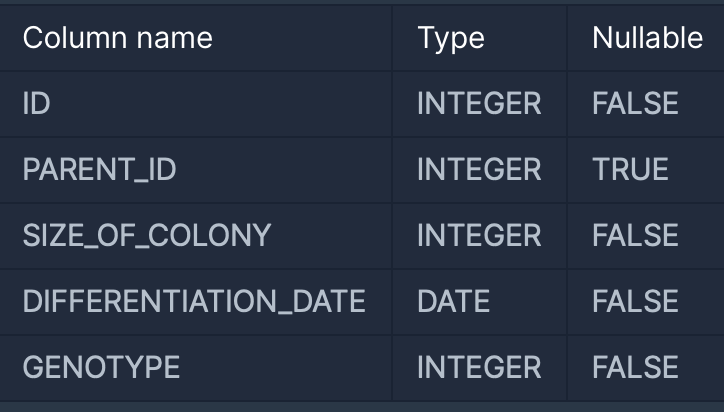 Column name Type Nullable
ID INTEGER FALSE
PARENT_ID INTEGER TRUE
SIZE_OF_COLONY INTEGER FALSE
DIFFERENTIATION_DATE DATE FALSE
GENOTYPE INTEGER FALSE